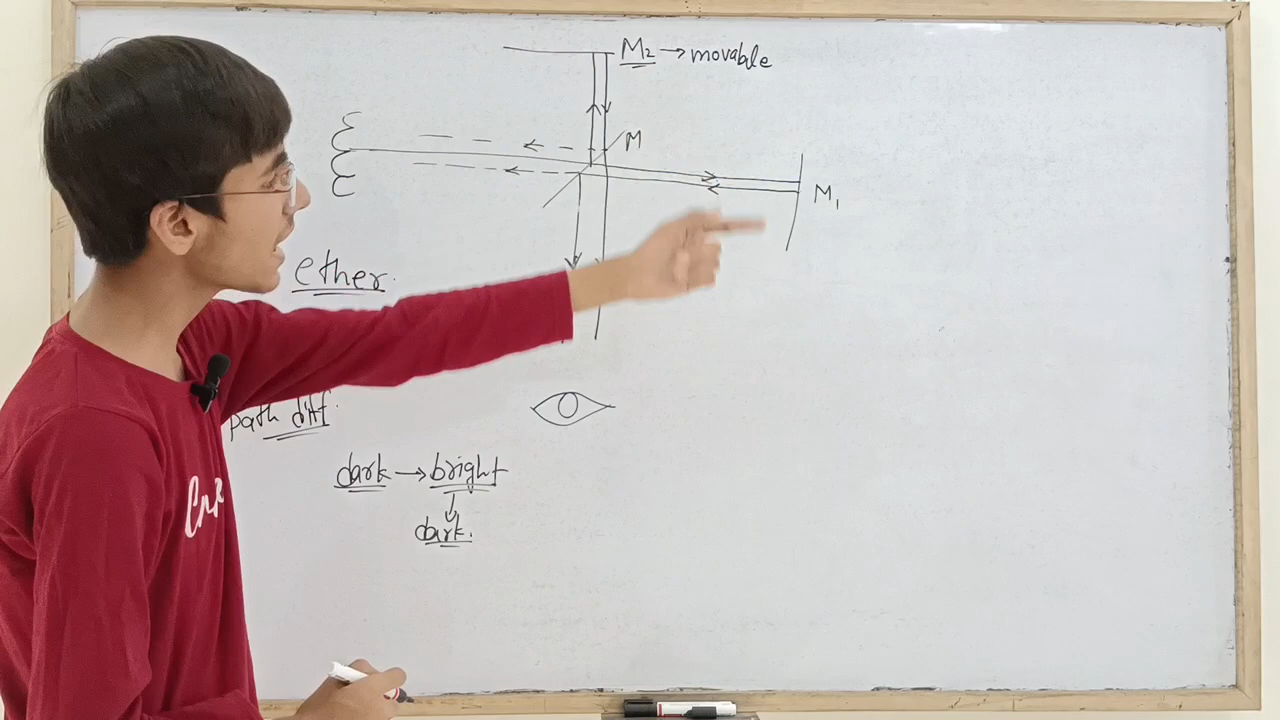 M2 → movable
M
M1
ether.
path diff.
dark → bright
↓
dark.